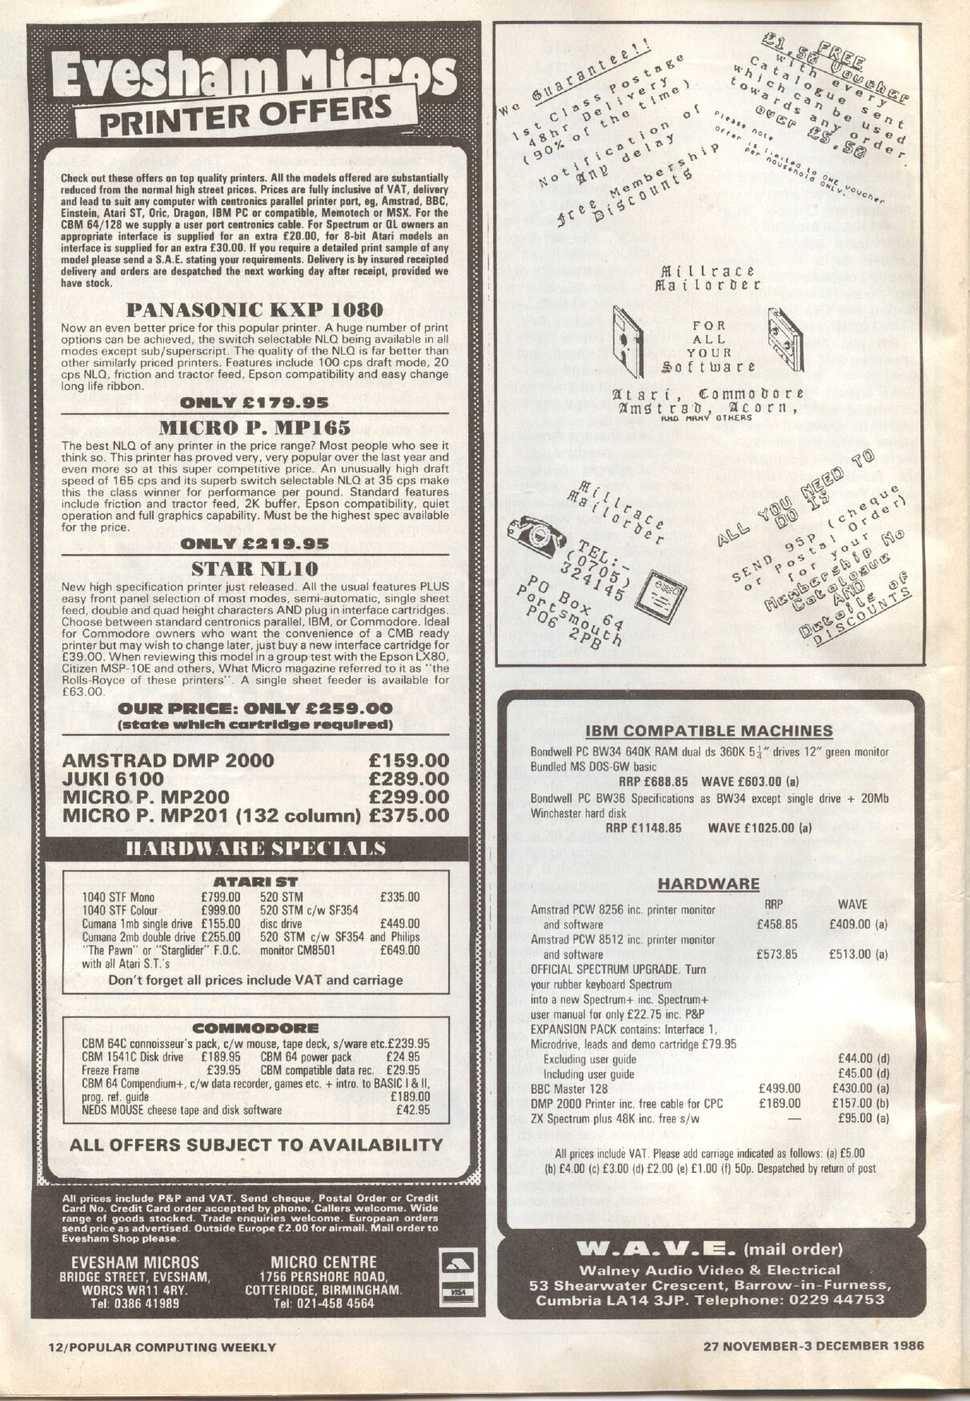 Evesham Micros
PRINTER OFFERS
Check out these offers on top quality printers. All the models offered are substantially
reduced from the normal high street prices. Prices are fully inclusive of VAT, delivery
and lead to suit any computer with centronics parallel printer port, eg, Amstrad, BBC,
Einstein, Atari ST, Oric, Dragon, IBM PC or compatible, Memotech or MSX. For the
CBM 64/128 we supply a user port centronics cable. For Spectrum or QL owners an
appropriate interface is supplied for an extra £20.00, for 8-bit Atari models an
interface is supplied for an extra £30.00. If you require a detailed print sample of any
model please send a S.A.E. stating your requirements. Delivery is by insured receipted
delivery and orders are despatched the next working day after receipt, provided we
have stock.
PANASONIC KXP 1080
Now an even better price for this popular printer. A huge number of print
options can be achieved, the switch selectable NLQ being available in all
modes except sub/superscript. The quality of the NLQ is far better than
other similarly priced printers. Features include 100 cps draft mode, 20
cps NLQ, friction and tractor feed, Epson compatibility and easy change
long life ribbon.
ONLY £179.95
MICRO P. MP165
The best NLQ of any printer in the price range? Most people who see it
think so. This printer has proved very, very popular over the last year and
even more so at this super competitive price. An unusually high draft
speed of 165 cps and its superb switch selectable NLQ at 35 cps make
this the class winner for performance per pound. Standard features
include friction and tractor feed, 2K buffer, Epson compatibility, quiet
operation and full graphics capability. Must be the highest spec available
for the price.
ONLY £219.95
STAR NL10
New high specification printer just released. All the usual features PLUS
easy front panel selection of most modes, semi-automatic, single sheet
feed, double and quad height characters AND plug in interface cartridges.
Choose between standard centronics parallel, IBM, or Commodore. Ideal
for Commodore owners who want the convenience of a CMB ready
printer but may wish to change later, just buy a new interface cartridge for
£39.00. When reviewing this model in a group test with the Epson LX80,
Citizen MSP-10E and others, What Micro magazine referred to it as "the
Rolls-Royce of these printers". A single sheet feeder is available for
£63.00.
OUR PRICE: ONLY £259.00
(state which cartridge required)
AMSTRAD DMP 2000 £159.00
JUKI 6100 £289.00
MICRO P. MP200 £299.00
MICRO P. MP201 (132 column) £375.00
HARDWARE SPECIALS
ATARI ST
1040 STF Mono £799.00 520 STM £335.00
1040 STF Colour £999.00 520 STM c/w SF354
Cumana 1mb single drive £155.00 disc drive £449.00
Cumana 2mb double drive £255.00 520 STM c/w SF354 and Philips
"The Pawn" or "Starglider" F.O.C. monitor CM8501 £649.00
with all Atari S.T.'s
Don't forget all prices include VAT and carriage
COMMODORE
CBM 64C connoisseur's pack, c/w mouse, tape deck, s/ware etc. £239.95
CBM 1541C Disk drive £189.95 CBM 64 power pack £24.95
Freeze Frame £39.95 CBM compatible data rec. £29.95
CBM 64 Compendium+, c/w data recorder, games etc. + intro. to BASIC I & II,
prog. ref. guide £189.00
NEOS MOUSE cheese tape and disk software £42.95
ALL OFFERS SUBJECT TO AVAILABILITY
All prices include P&P and VAT. Send cheque, Postal Order or Credit
Card No. Credit Card order accepted by phone. Callers welcome. Wide
range of goods stocked. Trade enquiries welcome. European orders
send price as advertised. Outside Europe £2.00 for airmail. Mail order to
Evesham Shop please.
EVESHAM MICROS
BRIDGE STREET, EVESHAM,
WORCS WR11 4RY.
Tel: 0386 41989
MICRO CENTRE
1756 PERSHORE ROAD,
COTTERIDGE, BIRMINGHAM.
Tel: 021-458 4564
VISA
We Guarantee!!
1st Class Postage
48hr Delivery
(90% of the time)
Notification of
Any delay
Free Membership
Discounts
FREE
£1.50 Voucher
with every
Catalogue sent
which can be used
towards any order
over £5.50
Please note
Offer is limited to ONE voucher
per household ONLY.
Millrace
Mailorder
FOR
ALL
YOUR
Software
Atari, Commodore
Amstrad, Acorn,
AND MANY OTHERS
Millrace
Mailorder
TEL:-
(0705)
324145
PO Box 64
Portsmouth
PO6 2PB
ALL YOU NEED TO
DO IS
SEND 95P (cheque
or Postal Order)
for your
Membership No
Catalogue
AND
Details of
DISCOUNTS
IBM COMPATIBLE MACHINES
Bondwell PC BW34 640K RAM dual ds 360K 5¼" drives 12" green monitor
Bundled MS DOS-GW basic
RRP £688.85 WAVE £603.00 (a)
Bondwell PC BW36 Specifications as BW34 except single drive + 20Mb
Winchester hard disk
RRP £1148.85 WAVE £1025.00 (a)
HARDWARE
RRP WAVE
Amstrad PCW 8256 inc. printer monitor
and software £458.85 £409.00 (a)
Amstrad PCW 8512 inc. printer monitor
and software £573.85 £513.00 (a)
OFFICIAL SPECTRUM UPGRADE. Turn
your rubber keyboard Spectrum
into a new Spectrum+ inc. Spectrum+
user manual for only £22.75 inc. P&P
EXPANSION PACK contains: Interface 1,
Microdrive, leads and demo cartridge £79.95
Excluding user guide £44.00 (d)
Including user guide £45.00 (d)
BBC Master 128 £499.00 £430.00 (a)
DMP 2000 Printer inc. free cable for CPC £169.00 £157.00 (b)
ZX Spectrum plus 48K inc. free s/w — £95.00 (a)
All prices include VAT. Please add carriage indicated as follows: (a) £5.00
(b) £4.00 (c) £3.00 (d) £2.00 (e) £1.00 (f) 50p. Despatched by return of post
W.A.V.E. (mail order)
Walney Audio Video & Electrical
53 Shearwater Crescent, Barrow-in-Furness,
Cumbria LA14 3JP. Telephone: 0229 44753
12/POPULAR COMPUTING WEEKLY
27 NOVEMBER-3 DECEMBER 1986